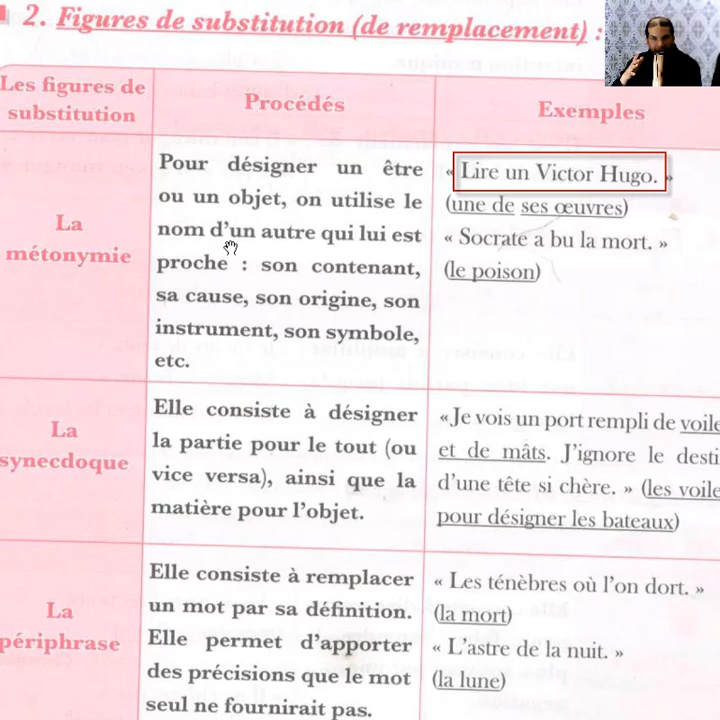 2. Figures de substitution (de remplacement) :
Les figures de
substitution
Procédés
Exemples
La
métonymie
Pour désigner un être
ou un objet, on utilise le
nom d'un autre qui lui est
proche : son contenant,
sa cause, son origine, son
instrument, son symbole,
etc.
« Lire un Victor Hugo. »
(une de ses œuvres)
« Socrate a bu la mort. »
(le poison)
La
synecdoque
Elle consiste à désigner
la partie pour le tout (ou
vice versa), ainsi que la
matière pour l'objet.
«Je vois un port rempli de voile
et de mâts. J'ignore le desti
d'une tête si chère. » (les voile
pour désigner les bateaux)
La
périphrase
Elle consiste à remplacer
un mot par sa définition.
Elle permet d'apporter
des précisions que le mot
seul ne fournirait pas.
« Les ténèbres où l'on dort. »
(la mort)
« L'astre de la nuit. »
(la lune)